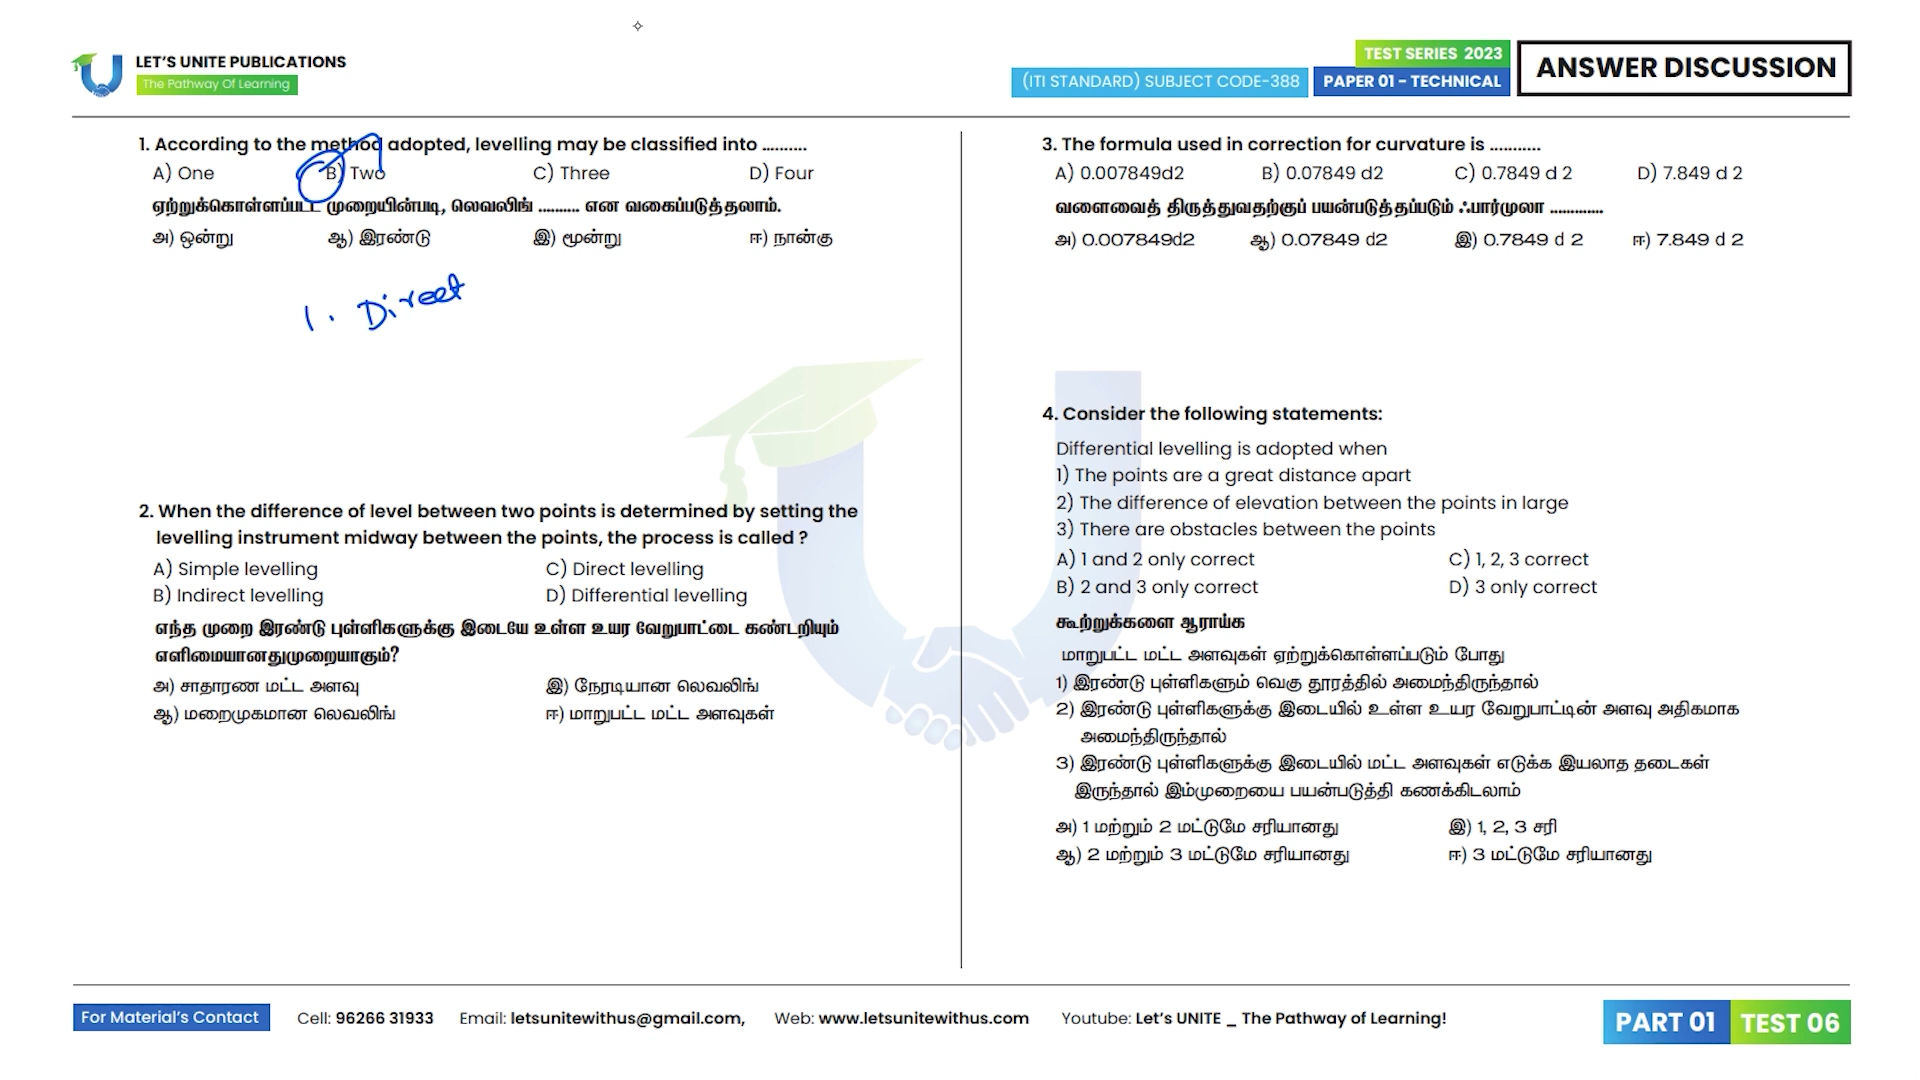 LET'S UNITE PUBLICATIONS
The Pathway Of Learning
TEST SERIES 2023
(ITI STANDARD) SUBJECT CODE-388
PAPER 01 - TECHNICAL
ANSWER DISCUSSION
1. According to the method adopted, levelling may be classified into ..........
A) One B) Two C) Three D) Four
ஏற்றுக்கொள்ளப்பட்ட முறையின்படி, லெவலிங் .......... என வகைப்படுத்தலாம்.
அ) ஒன்று ஆ) இரண்டு இ) மூன்று ஈ) நான்கு
1. Direct
2. When the difference of level between two points is determined by setting the
levelling instrument midway between the points, the process is called ?
A) Simple levelling C) Direct levelling
B) Indirect levelling D) Differential levelling
எந்த முறை இரண்டு புள்ளிகளுக்கு இடையே உள்ள உயர வேறுபாட்டை கண்டறியும்
எளிமையானதுமுறையாகும்?
அ) சாதாரண மட்ட அளவு இ) நேரடியான லெவலிங்
ஆ) மறைமுகமான லெவலிங் ஈ) மாறுபட்ட மட்ட அளவுகள்
3. The formula used in correction for curvature is ...........
A) 0.007849d2 B) 0.07849 d2 C) 0.7849 d 2 D) 7.849 d 2
வளைவைத் திருத்துவதற்குப் பயன்படுத்தப்படும் ஃபார்முலா .............
அ) 0.007849d2 ஆ) 0.07849 d2 இ) 0.7849 d 2 ஈ) 7.849 d 2
4. Consider the following statements:
Differential levelling is adopted when
1) The points are a great distance apart
2) The difference of elevation between the points in large
3) There are obstacles between the points
A) 1 and 2 only correct C) 1, 2, 3 correct
B) 2 and 3 only correct D) 3 only correct
கூற்றுக்களை ஆராய்க
மாறுபட்ட மட்ட அளவுகள் ஏற்றுக்கொள்ளப்படும் போது
1) இரண்டு புள்ளிகளும் வெகு தூரத்தில் அமைந்திருந்தால்
2) இரண்டு புள்ளிகளுக்கு இடையில் உள்ள உயர வேறுபாட்டின் அளவு அதிகமாக
அமைந்திருந்தால்
3) இரண்டு புள்ளிகளுக்கு இடையில் மட்ட அளவுகள் எடுக்க இயலாத தடைகள்
இருந்தால் இம்முறையை பயன்படுத்தி கணக்கிடலாம்
அ) 1 மற்றும் 2 மட்டுமே சரியானது இ) 1, 2, 3 சரி
ஆ) 2 மற்றும் 3 மட்டுமே சரியானது ஈ) 3 மட்டுமே சரியானது
For Material's Contact Cell: 96266 31933 Email: letsunitewithus@gmail.com, Web: www.letsunitewithus.com Youtube: Let's UNITE _ The Pathway of Learning!
PART 01 TEST 06